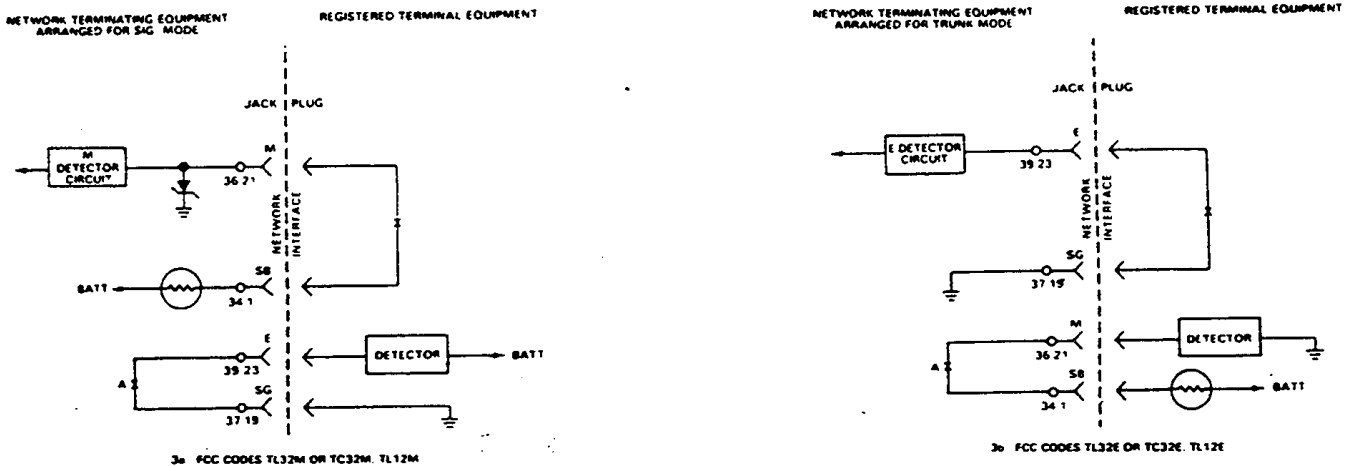 NETWORK TERMINATING EQUIPMENT
ARRANGED FOR SIG MODE
REGISTERED TERMINAL EQUIPMENT
JACK
PLUG
M
M
DETECTOR
CIRCUIT
36 21
NETWORK
INTERFACE
SB
BATT
34 1
E
DETECTOR
BATT
39 23
A
SG
37 19
3a FCC CODES TL32M OR TC32M. TL12M
NETWORK TERMINATING EQUIPMENT
ARRANGED FOR TRUNK MODE
REGISTERED TERMINAL EQUIPMENT
JACK
PLUG
E
E DETECTOR
CIRCUIT
39 23
NETWORK
INTERFACE
SG
37 19
M
DETECTOR
36 21
A
SB
BATT
34 1
3b FCC CODES TL32E OR TC32E. TL12E